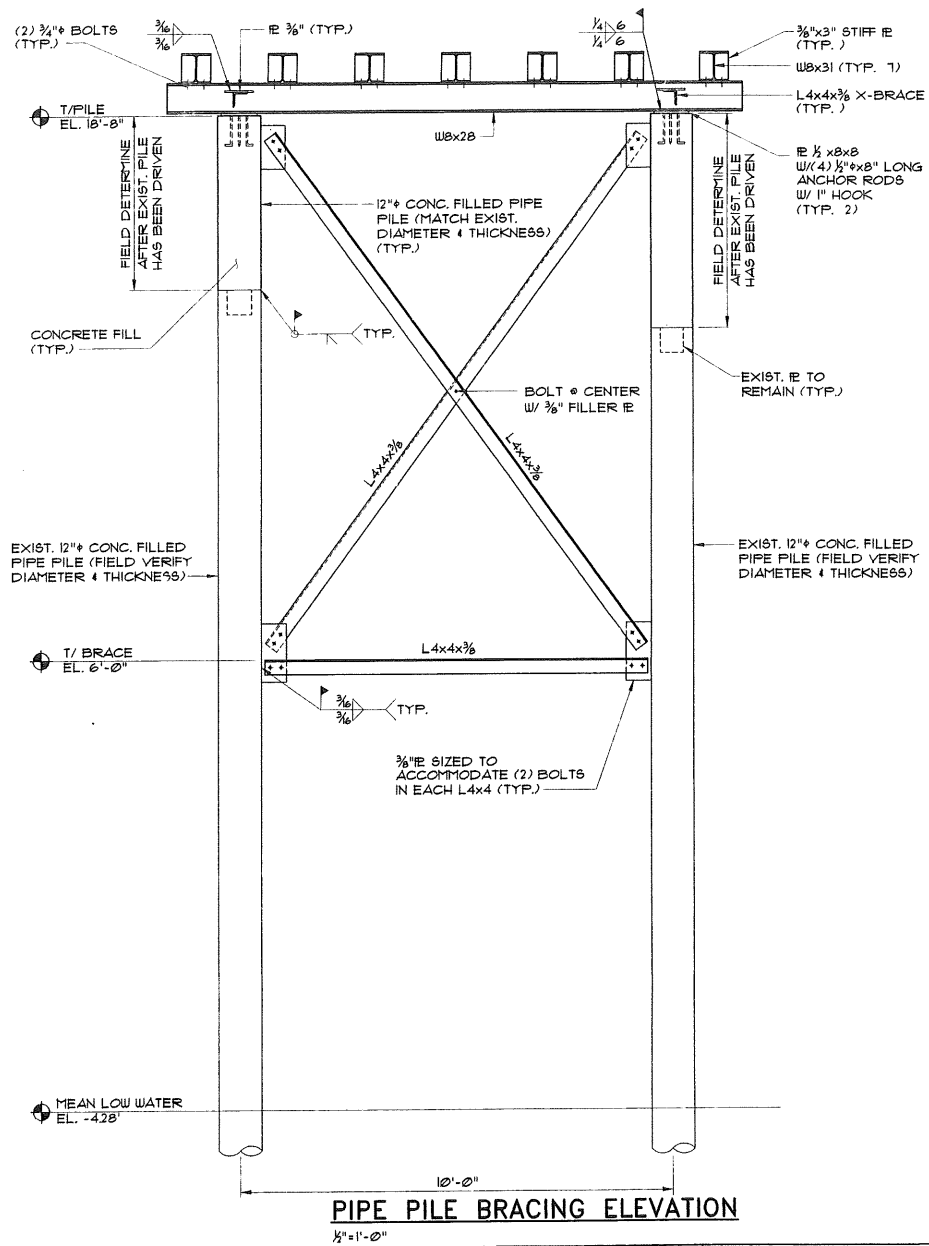 (2) 3/4"φ BOLTS
(TYP.)
3/16
3/16
℄ 3/8" (TYP.)
1/4 6
1/4 6
3/8"x3" STIFF ℄
(TYP.)
W8x31 (TYP. 7)
L4x4x3/8 X-BRACE
(TYP.)
T/PILE
EL. 18'-8"
W8x28
℄ 1/2 x8x8
W/(4) 1/2"φx8" LONG
ANCHOR RODS
W/ 1" HOOK
(TYP. 2)
FIELD DETERMINE
AFTER EXIST. PILE
HAS BEEN DRIVEN
12"φ CONC. FILLED PIPE
PILE (MATCH EXIST.
DIAMETER & THICKNESS)
(TYP.)
FIELD DETERMINE
AFTER EXIST. PILE
HAS BEEN DRIVEN
CONCRETE FILL
(TYP.)
TYP.
EXIST. ℄ TO
REMAIN (TYP.)
BOLT @ CENTER
W/ 3/8" FILLER ℄
L4x4x3/8
L4x4x3/8
EXIST. 12"φ CONC. FILLED
PIPE PILE (FIELD VERIFY
DIAMETER & THICKNESS)
EXIST. 12"φ CONC. FILLED
PIPE PILE (FIELD VERIFY
DIAMETER & THICKNESS)
T/ BRACE
EL. 6'-0"
L4x4x3/8
3/16
3/16
TYP.
3/8" ℄ SIZED TO
ACCOMMODATE (2) BOLTS
IN EACH L4x4 (TYP.)
MEAN LOW WATER
EL. -4.28'
10'-0"
PIPE PILE BRACING ELEVATION
1/2"=1'-0"